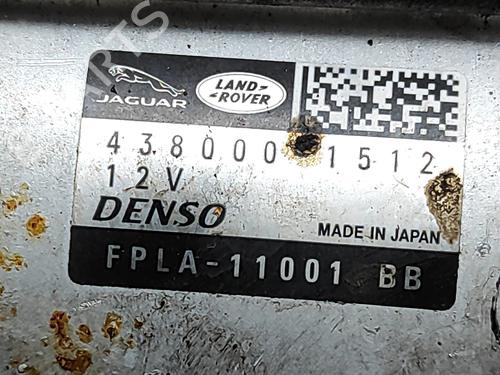 JAGUAR
LAND-
-ROVER
438000-1512
12V
DENSO
MADE IN JAPAN
FPLA-11001 BB